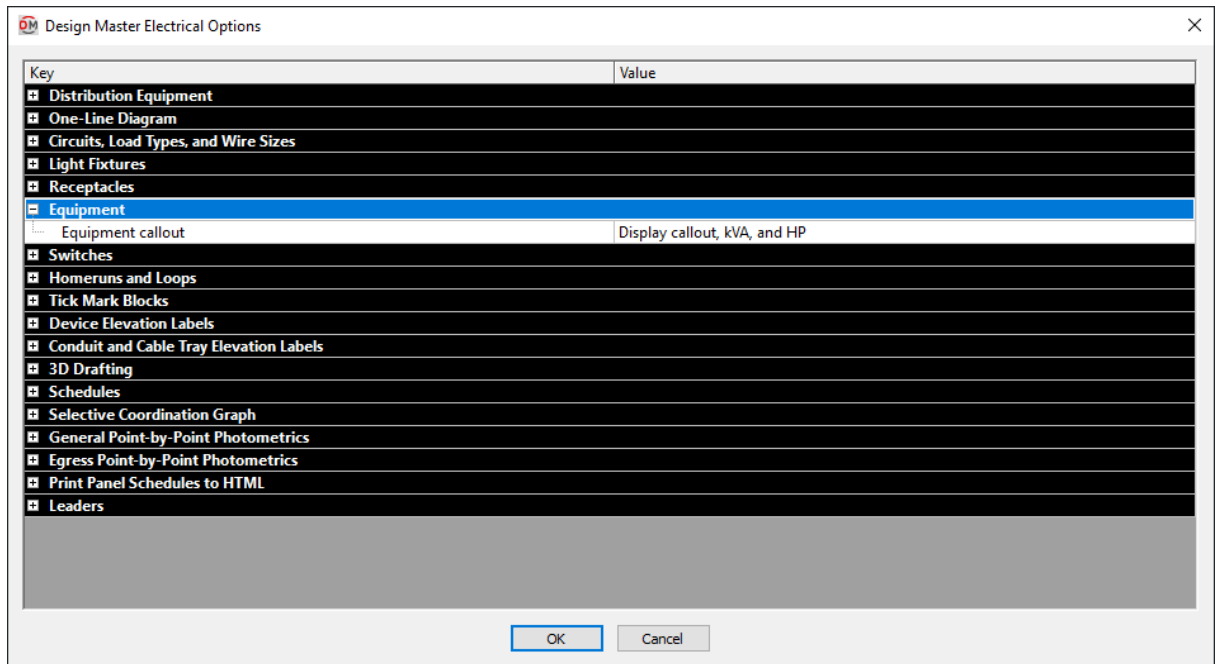 DM Design Master Electrical Options
Key Value
Distribution Equipment
One-Line Diagram
Circuits, Load Types, and Wire Sizes
Light Fixtures
Receptacles
Equipment
Equipment callout Display callout, kVA, and HP
Switches
Homeruns and Loops
Tick Mark Blocks
Device Elevation Labels
Conduit and Cable Tray Elevation Labels
3D Drafting
Schedules
Selective Coordination Graph
General Point-by-Point Photometrics
Egress Point-by-Point Photometrics
Print Panel Schedules to HTML
Leaders
OK Cancel